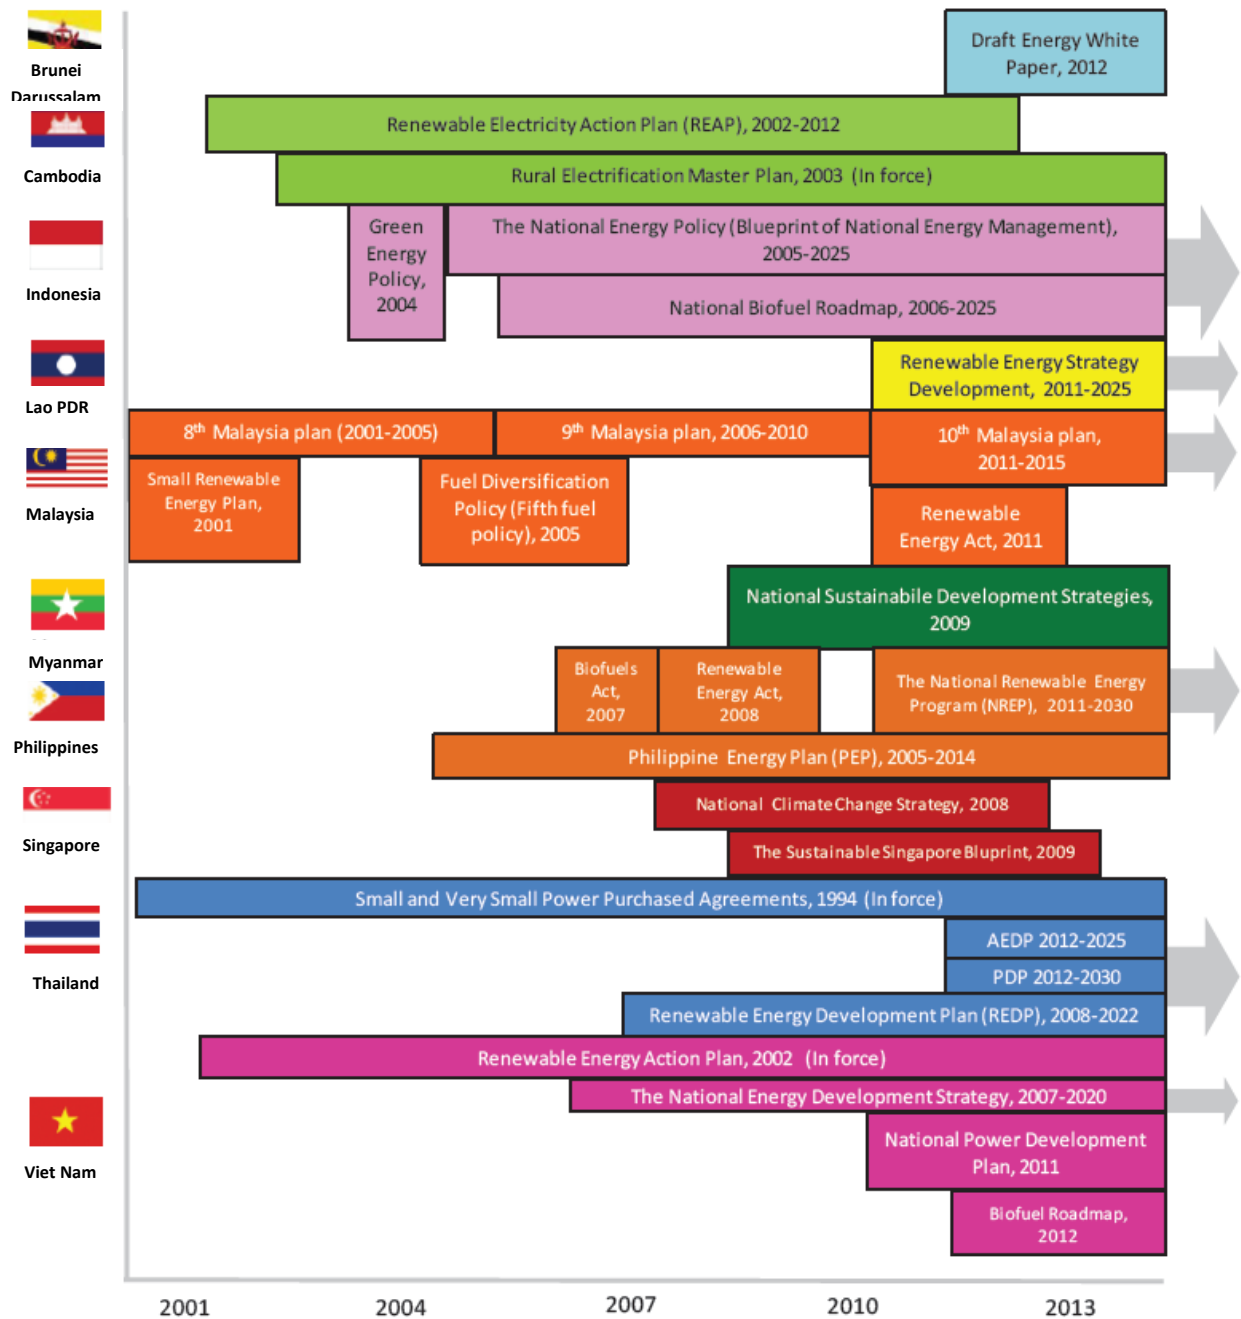 Brunei
Darussalam
Draft Energy White
Paper, 2012
Cambodia
Renewable Electricity Action Plan (REAP), 2002-2012
Rural Electrification Master Plan, 2003 (In force)
Indonesia
Green
Energy
Policy,
2004
The National Energy Policy (Blueprint of National Energy Management),
2005-2025
National Biofuel Roadmap, 2006-2025
Lao PDR
Renewable Energy Strategy
Development, 2011-2025
Malaysia
8th Malaysia plan (2001-2005)
9th Malaysia plan, 2006-2010
10th Malaysia plan,
2011-2015
Small Renewable
Energy Plan,
2001
Fuel Diversification
Policy (Fifth fuel
policy), 2005
Renewable
Energy Act, 2011
Myanmar
National Sustainabile Development Strategies,
2009
Philippines
Biofuels
Act,
2007
Renewable
Energy Act,
2008
The National Renewable Energy
Program (NREP), 2011-2030
Philippine Energy Plan (PEP), 2005-2014
Singapore
National Climate Change Strategy, 2008
The Sustainable Singapore Bluprint, 2009
Thailand
Small and Very Small Power Purchased Agreements, 1994 (In force)
AEDP 2012-2025
PDP 2012-2030
Renewable Energy Development Plan (REDP), 2008-2022
Viet Nam
Renewable Energy Action Plan, 2002 (In force)
The National Energy Development Strategy, 2007-2020
National Power Development
Plan, 2011
Biofuel Roadmap,
2012
2001
2004
2007
2010
2013